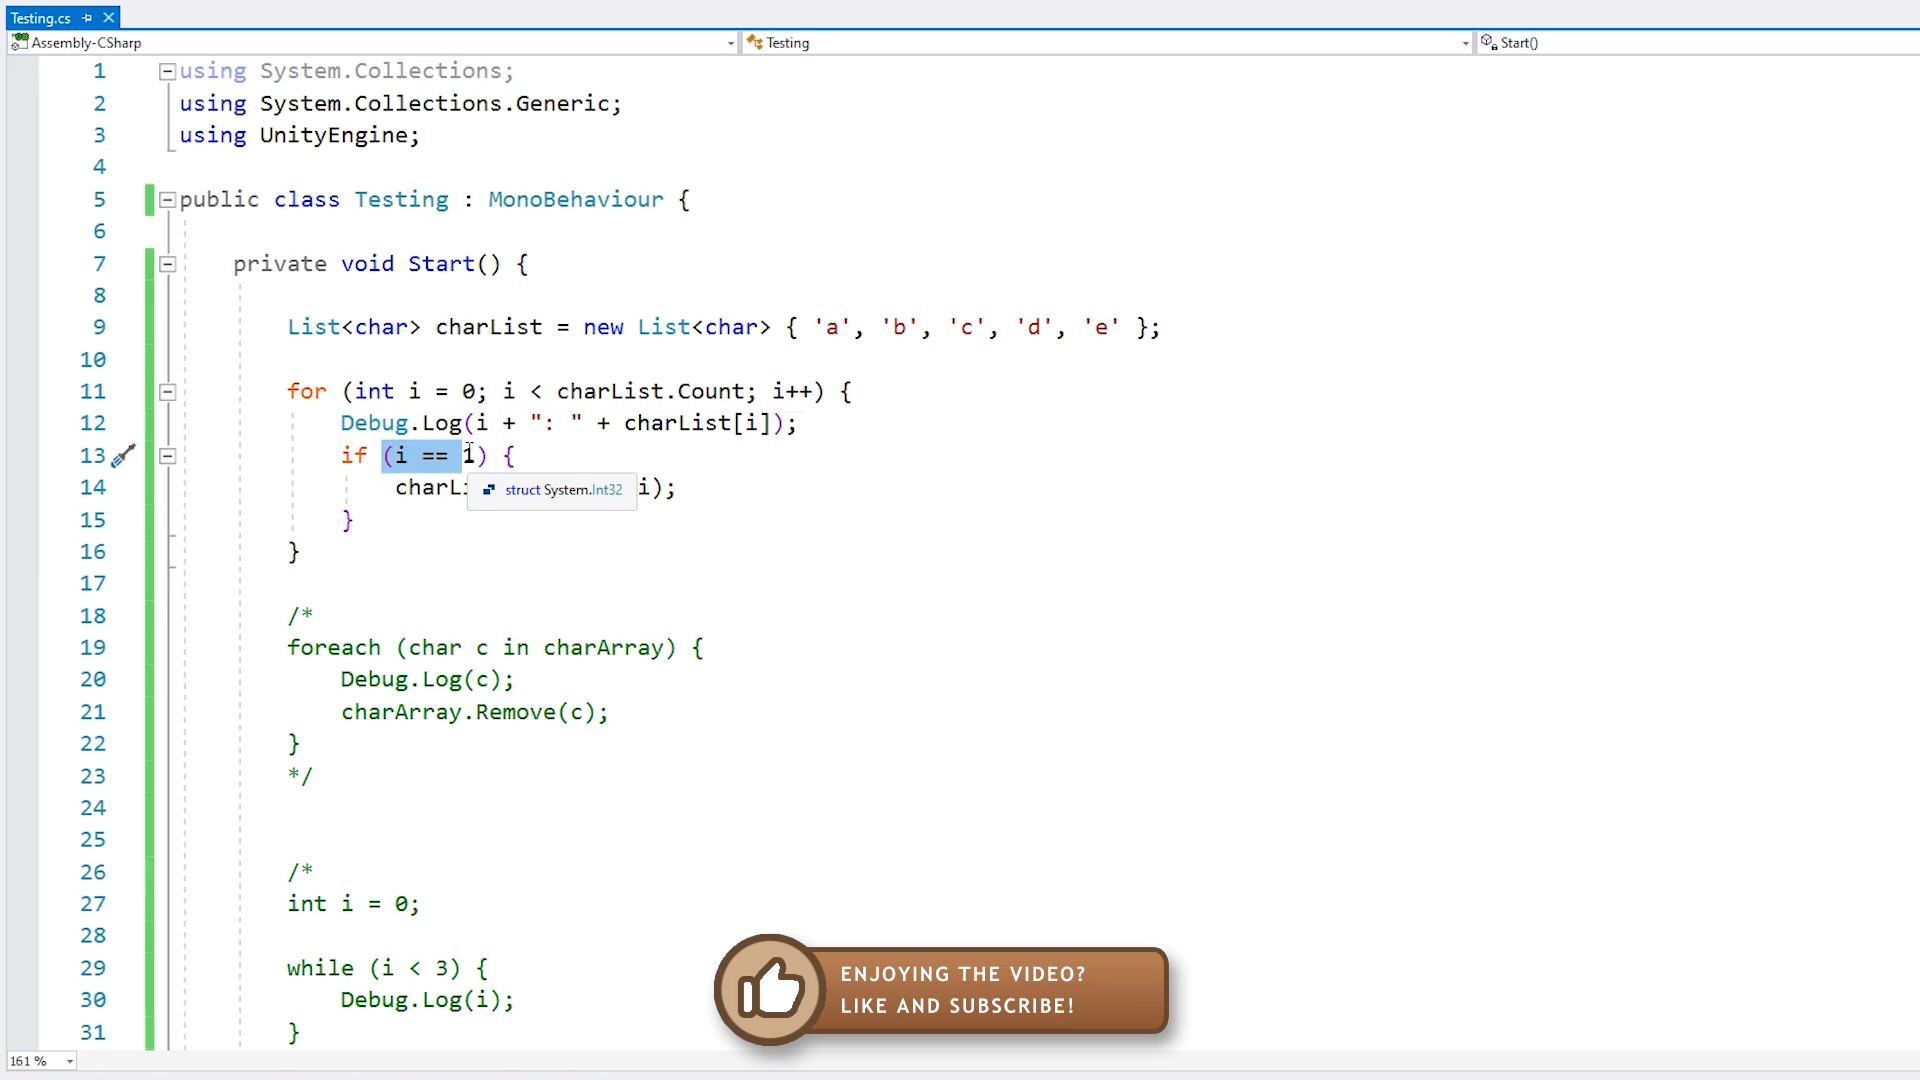 Testing.cs
Assembly-CSharp
Testing
Start()
1 using System.Collections;
2 using System.Collections.Generic;
3 using UnityEngine;
4
5 public class Testing : MonoBehaviour {
6
7 private void Start() {
8
9 List<char> charList = new List<char> { 'a', 'b', 'c', 'd', 'e' };
10
11 for (int i = 0; i < charList.Count; i++) {
12 Debug.Log(i + ": " + charList[i]);
13 if (i == 1) {
14 charLi i);
struct System.Int32
15 }
16 }
17
18 /*
19 foreach (char c in charArray) {
20 Debug.Log(c);
21 charArray.Remove(c);
22 }
23 */
24
25
26 /*
27 int i = 0;
28
29 while (i < 3) {
30 Debug.Log(i);
31 }
ENJOYING THE VIDEO?
LIKE AND SUBSCRIBE!
161 %